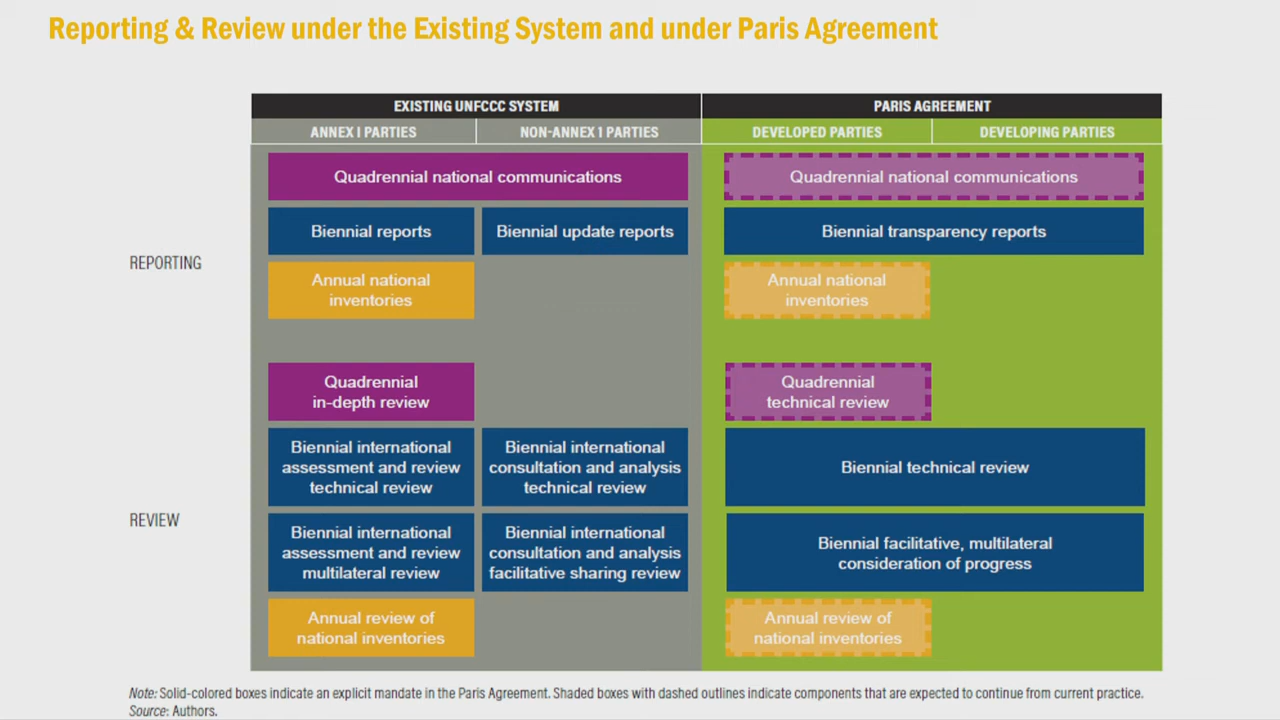 Reporting & Review under the Existing System and under Paris Agreement
EXISTING UNFCCC SYSTEM
PARIS AGREEMENT
ANNEX I PARTIES
NON-ANNEX 1 PARTIES
DEVELOPED PARTIES
DEVELOPING PARTIES
REPORTING
Quadrennial national communications
Quadrennial national communications
Biennial reports
Biennial update reports
Biennial transparency reports
Annual national
inventories
Annual national
inventories
REVIEW
Quadrennial
in-depth review
Quadrennial
technical review
Biennial international
assessment and review
technical review
Biennial international
consultation and analysis
technical review
Biennial technical review
Biennial international
assessment and review
multilateral review
Biennial international
consultation and analysis
facilitative sharing review
Biennial facilitative, multilateral
consideration of progress
Annual review of
national inventories
Annual review of
national inventories
Note: Solid-colored boxes indicate an explicit mandate in the Paris Agreement. Shaded boxes with dashed outlines indicate components that are expected to continue from current practice.
Source: Authors.